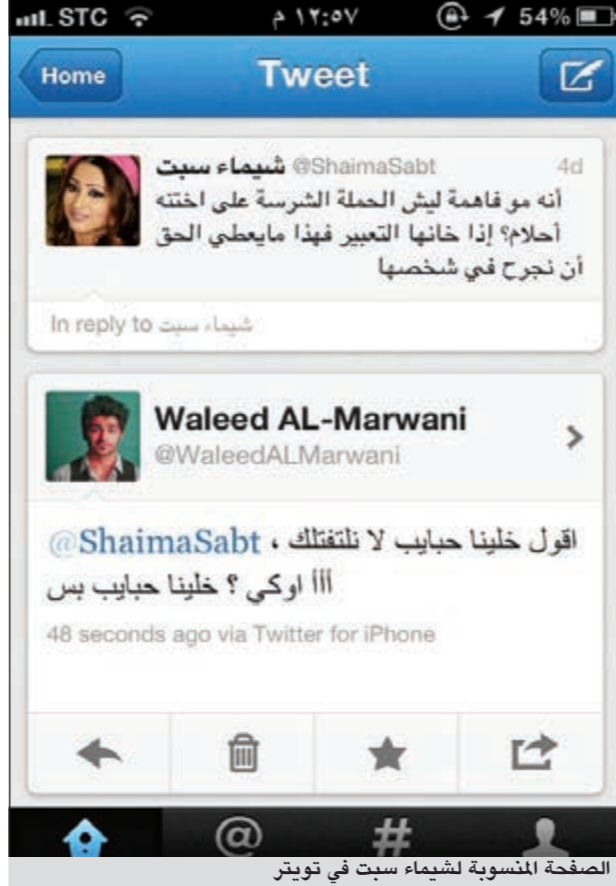 STC ١٢:٥٧ م 54%
Home Tweet
شيماء سبت @ShaimaSabt 4d
أنه مو فاهمة ليش الحملة الشرسة على اختنه
أحلام؟ إذا خانها التعبير فهذا مايعطي الحق
أن نجرح في شخصها
In reply to شيماء سبت
Waleed AL-Marwani
@WaleedALMarwani
اقول خلينا حبايب لا نلتفتلك ، @ShaimaSabt
أأأ اوكي ؟ خلينا حبايب بس
48 seconds ago via Twitter for iPhone
الصفحة المنسوبة لشيماء سبت في تويتر